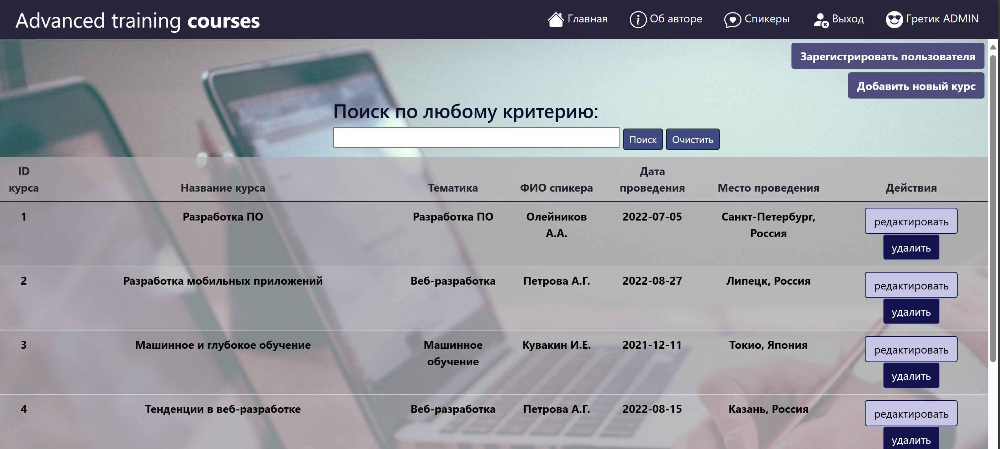 Advanced training courses
Главная
Об авторе
Спикеры
Выход
Гретик ADMIN
Зарегистрировать пользователя
Добавить новый курс
Поиск по любому критерию:
Поиск
Очистить
ID курса
Название курса
Тематика
ФИО спикера
Дата проведения
Место проведения
Действия
1
Разработка ПО
Разработка ПО
Олейников
А.А.
2022-07-05
Санкт-Петербург,
Россия
редактировать
удалить
2
Разработка мобильных приложений
Веб-разработка
Петрова А.Г.
2022-08-27
Липецк, Россия
редактировать
удалить
3
Машинное и глубокое обучение
Машинное
обучение
Кувакин И.Е.
2021-12-11
Токио, Япония
редактировать
удалить
4
Тенденции в веб-разработке
Веб-разработка
Петрова А.Г.
2022-08-15
Казань, Россия
редактировать
удалить